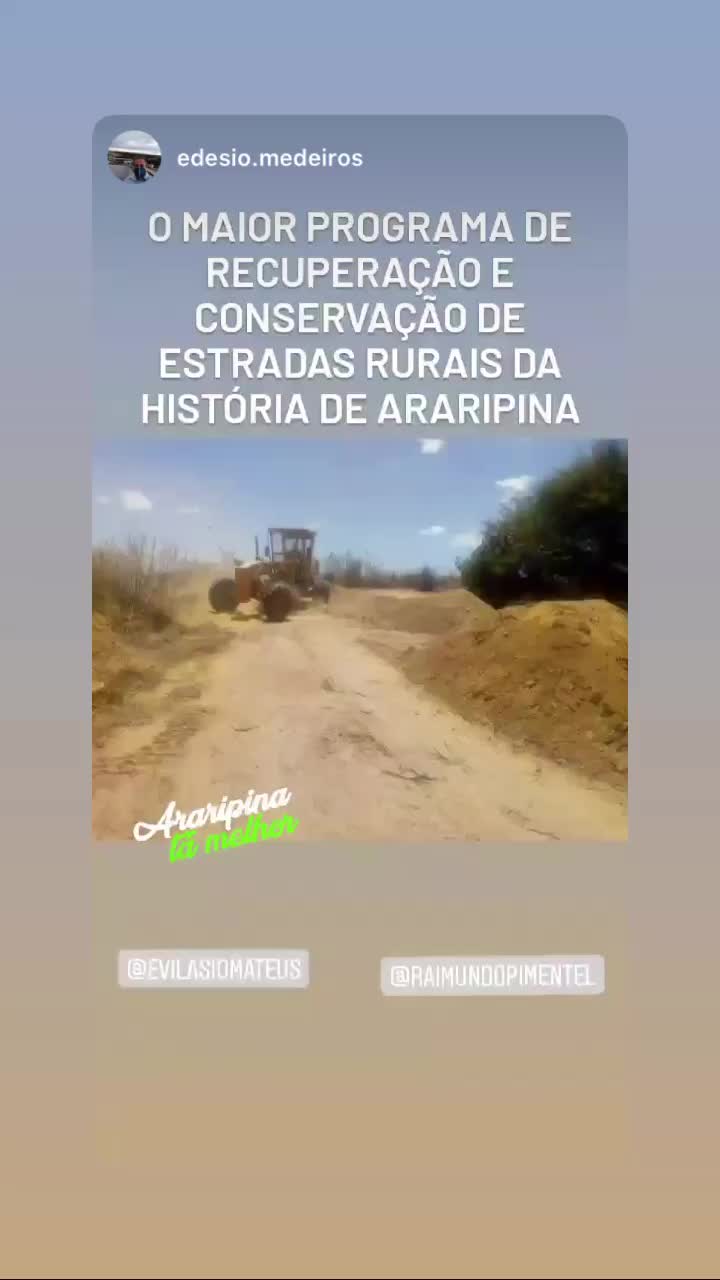 edesio.medeiros
O MAIOR PROGRAMA DE
RECUPERAÇÃO E
CONSERVAÇÃO DE
ESTRADAS RURAIS DA
HISTÓRIA DE ARARIPINA
Araripina
tá melhor
@EVILASIOMATEUS
@RAIMUNDOPIMENTEL